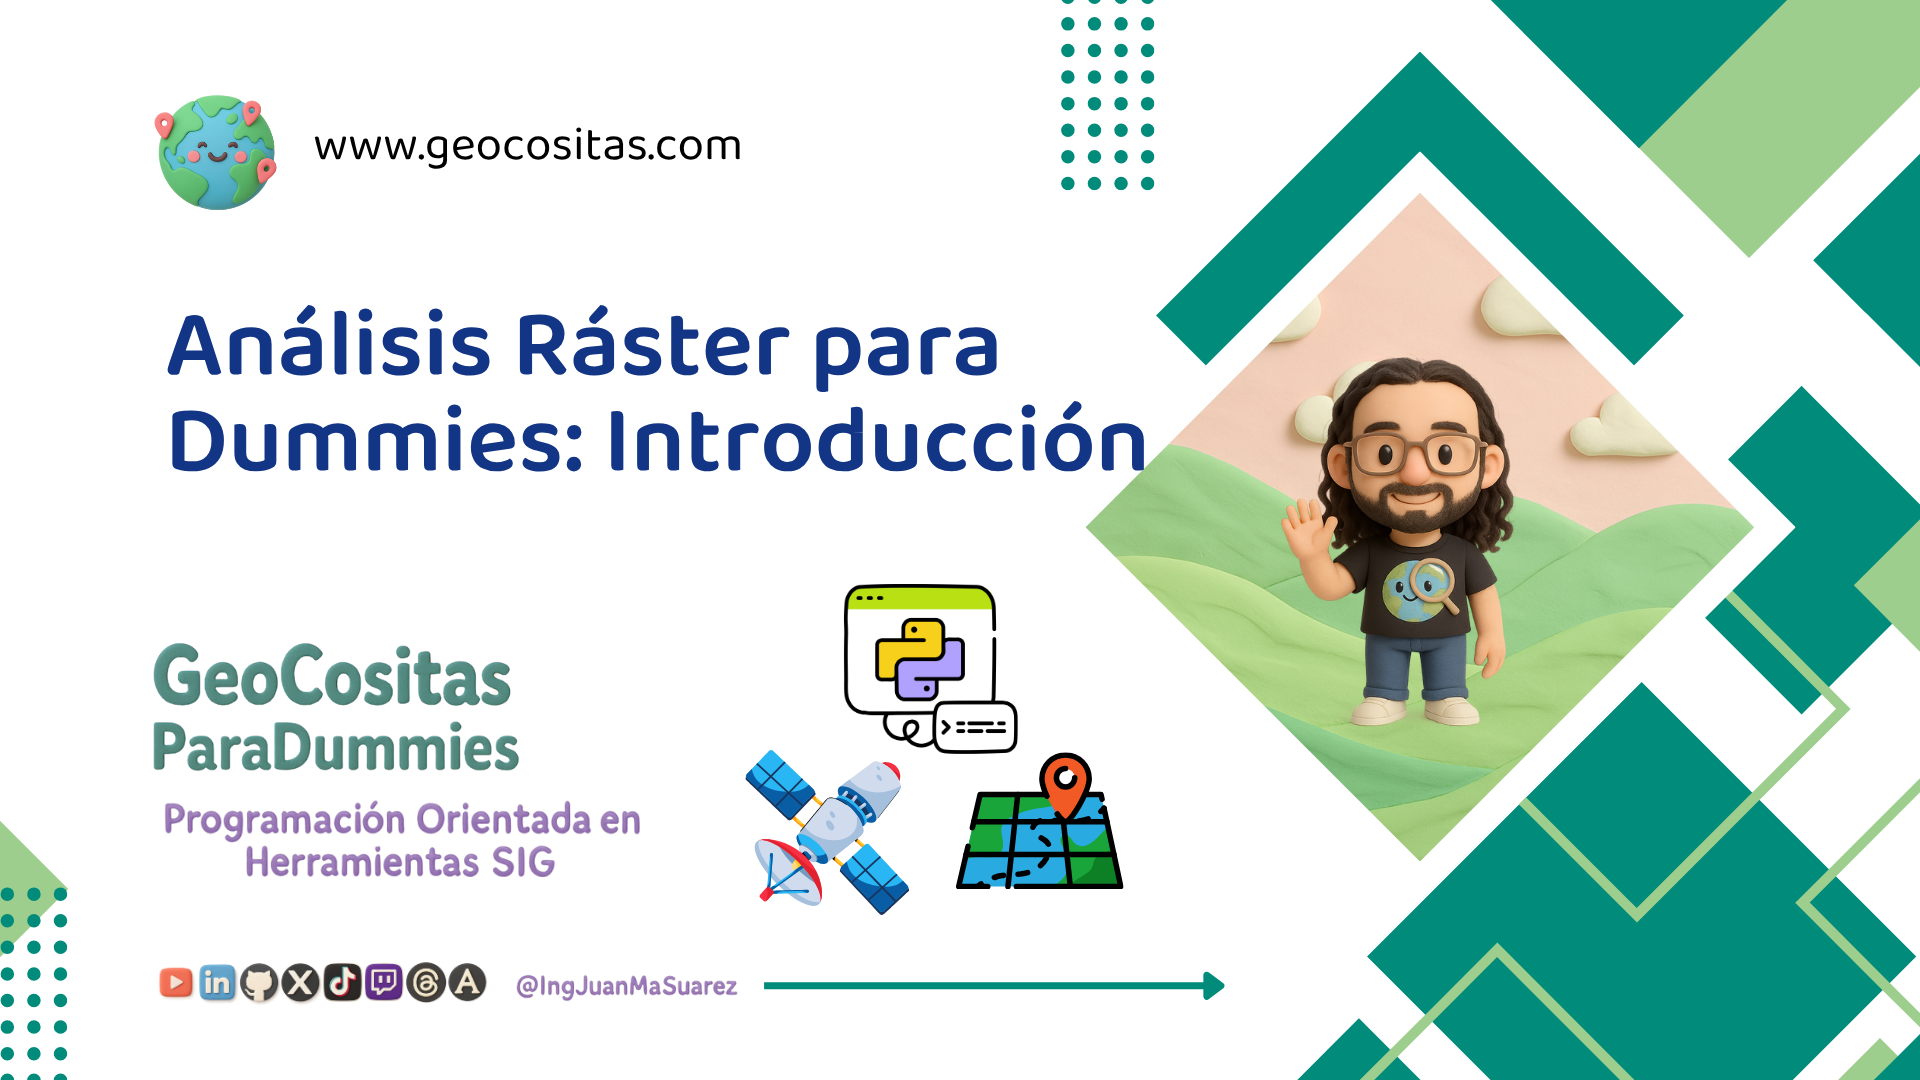 www.geocositas.com
Análisis Ráster para
Dummies: Introducción
GeoCositas
ParaDummies
Programación Orientada en
Herramientas SIG
@IngJuanMaSuarez